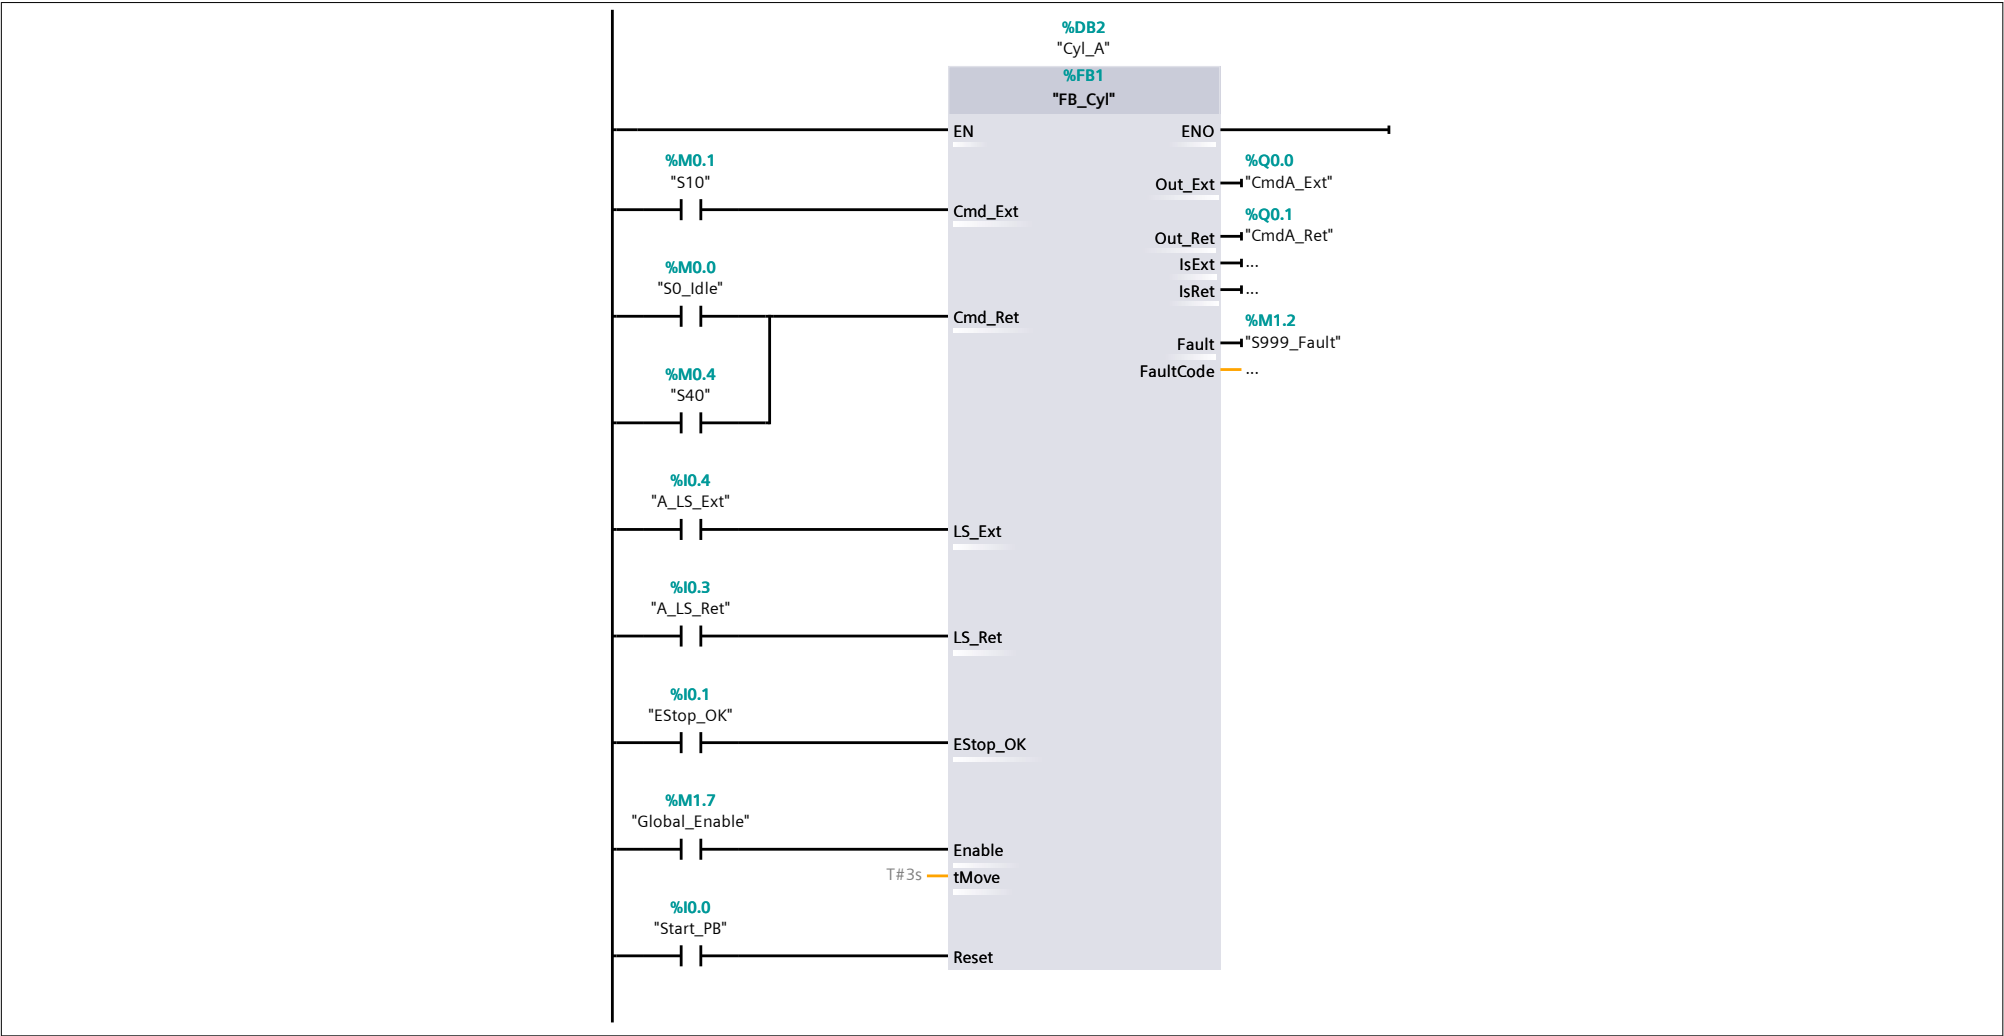 %DB2
"Cyl_A"
%FB1
"FB_Cyl"
EN
ENO
%M0.1
"S10"
Cmd_Ext
%Q0.0
Out_Ext
"CmdA_Ext"
%Q0.1
Out_Ret
"CmdA_Ret"
%M0.0
"S0_Idle"
Cmd_Ret
IsExt
...
IsRet
...
%M1.2
Fault
"S999_Fault"
FaultCode
...
%M0.4
"S40"
%I0.4
"A_LS_Ext"
LS_Ext
%I0.3
"A_LS_Ret"
LS_Ret
%I0.1
"EStop_OK"
EStop_OK
%M1.7
"Global_Enable"
Enable
T#3s
tMove
%I0.0
"Start_PB"
Reset